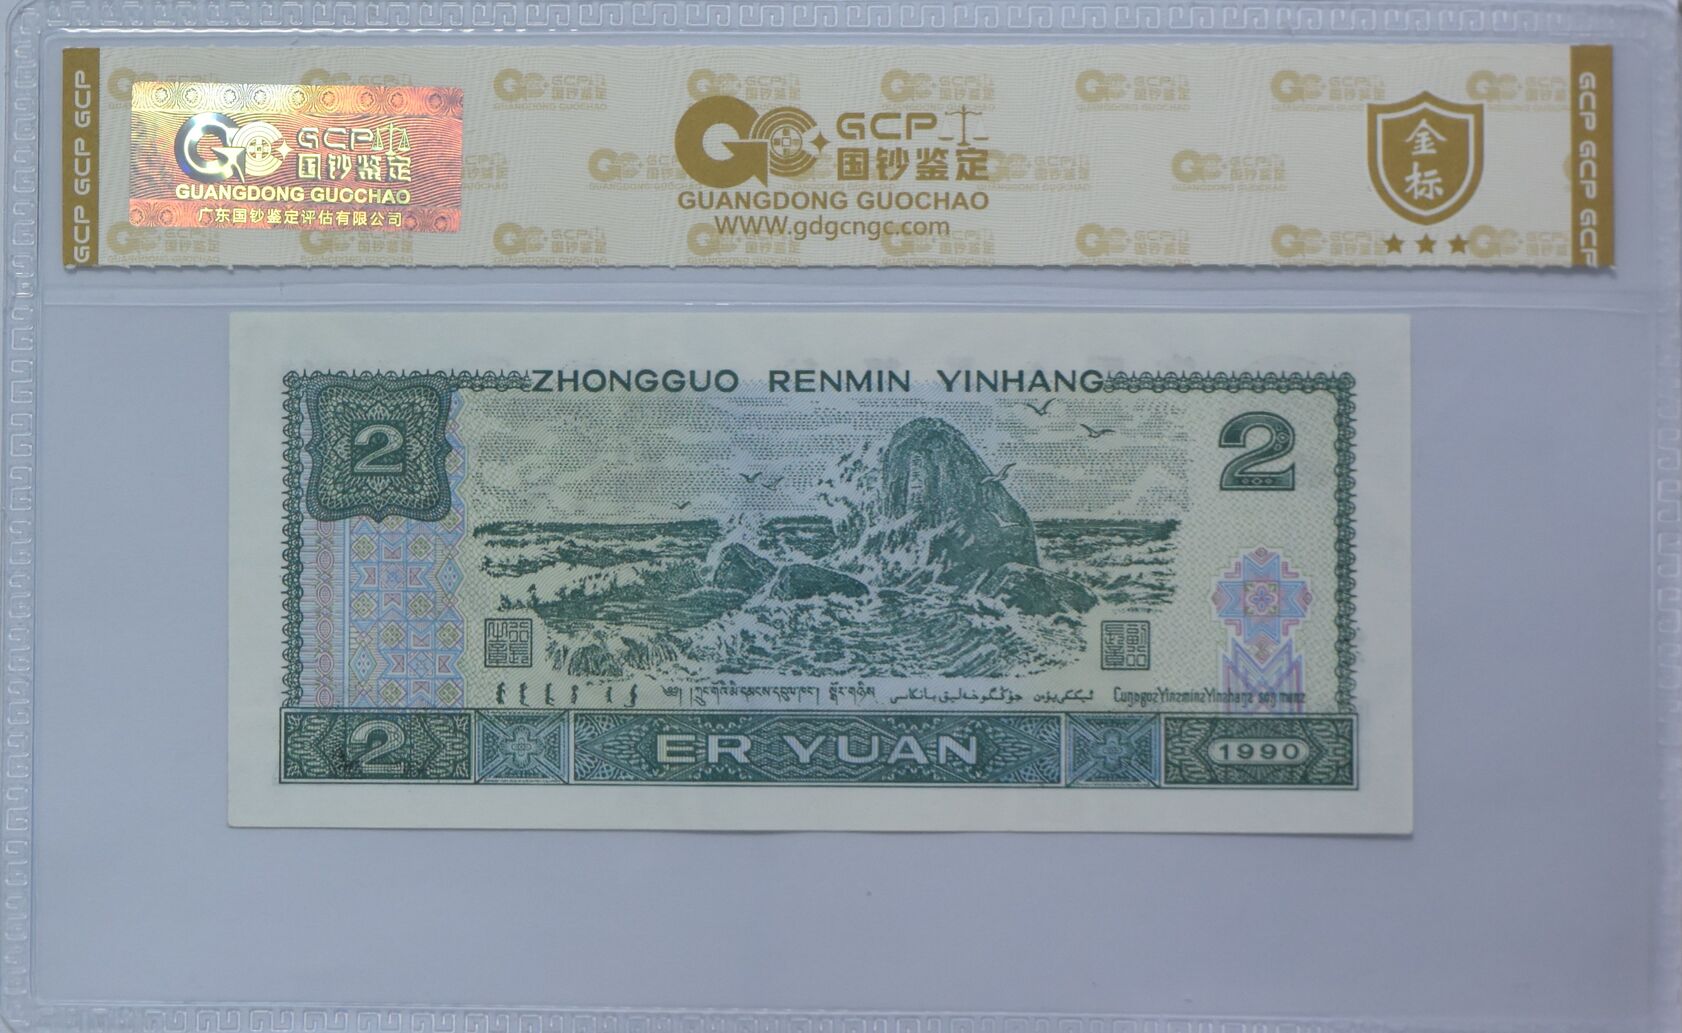 GCP GCP GCP
GCP
国钞鉴定
GUANGDONG GUOCHAO
广东国钞鉴定评估有限公司
GCP
国钞鉴定
GUANGDONG GUOCHAO
WWW.gdgcngc.com
金
标
GCP GCP GCP
ZHONGGUO RENMIN YINHANG
2
2
2
ER YUAN
1990